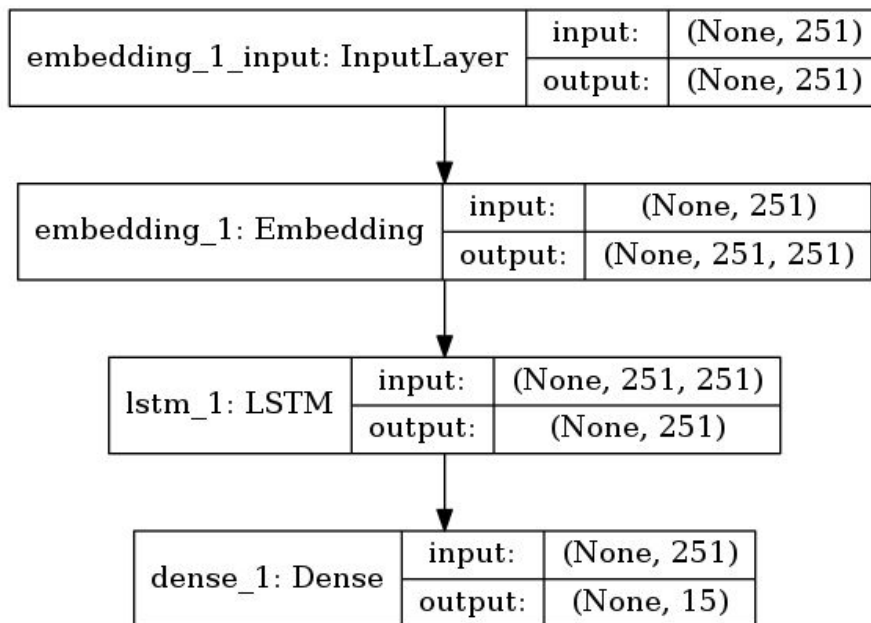 embedding_1_input: InputLayer
input: (None, 251)
output: (None, 251)
embedding_1: Embedding
input: (None, 251)
output: (None, 251, 251)
lstm_1: LSTM
input: (None, 251, 251)
output: (None, 251)
dense_1: Dense
input: (None, 251)
output: (None, 15)